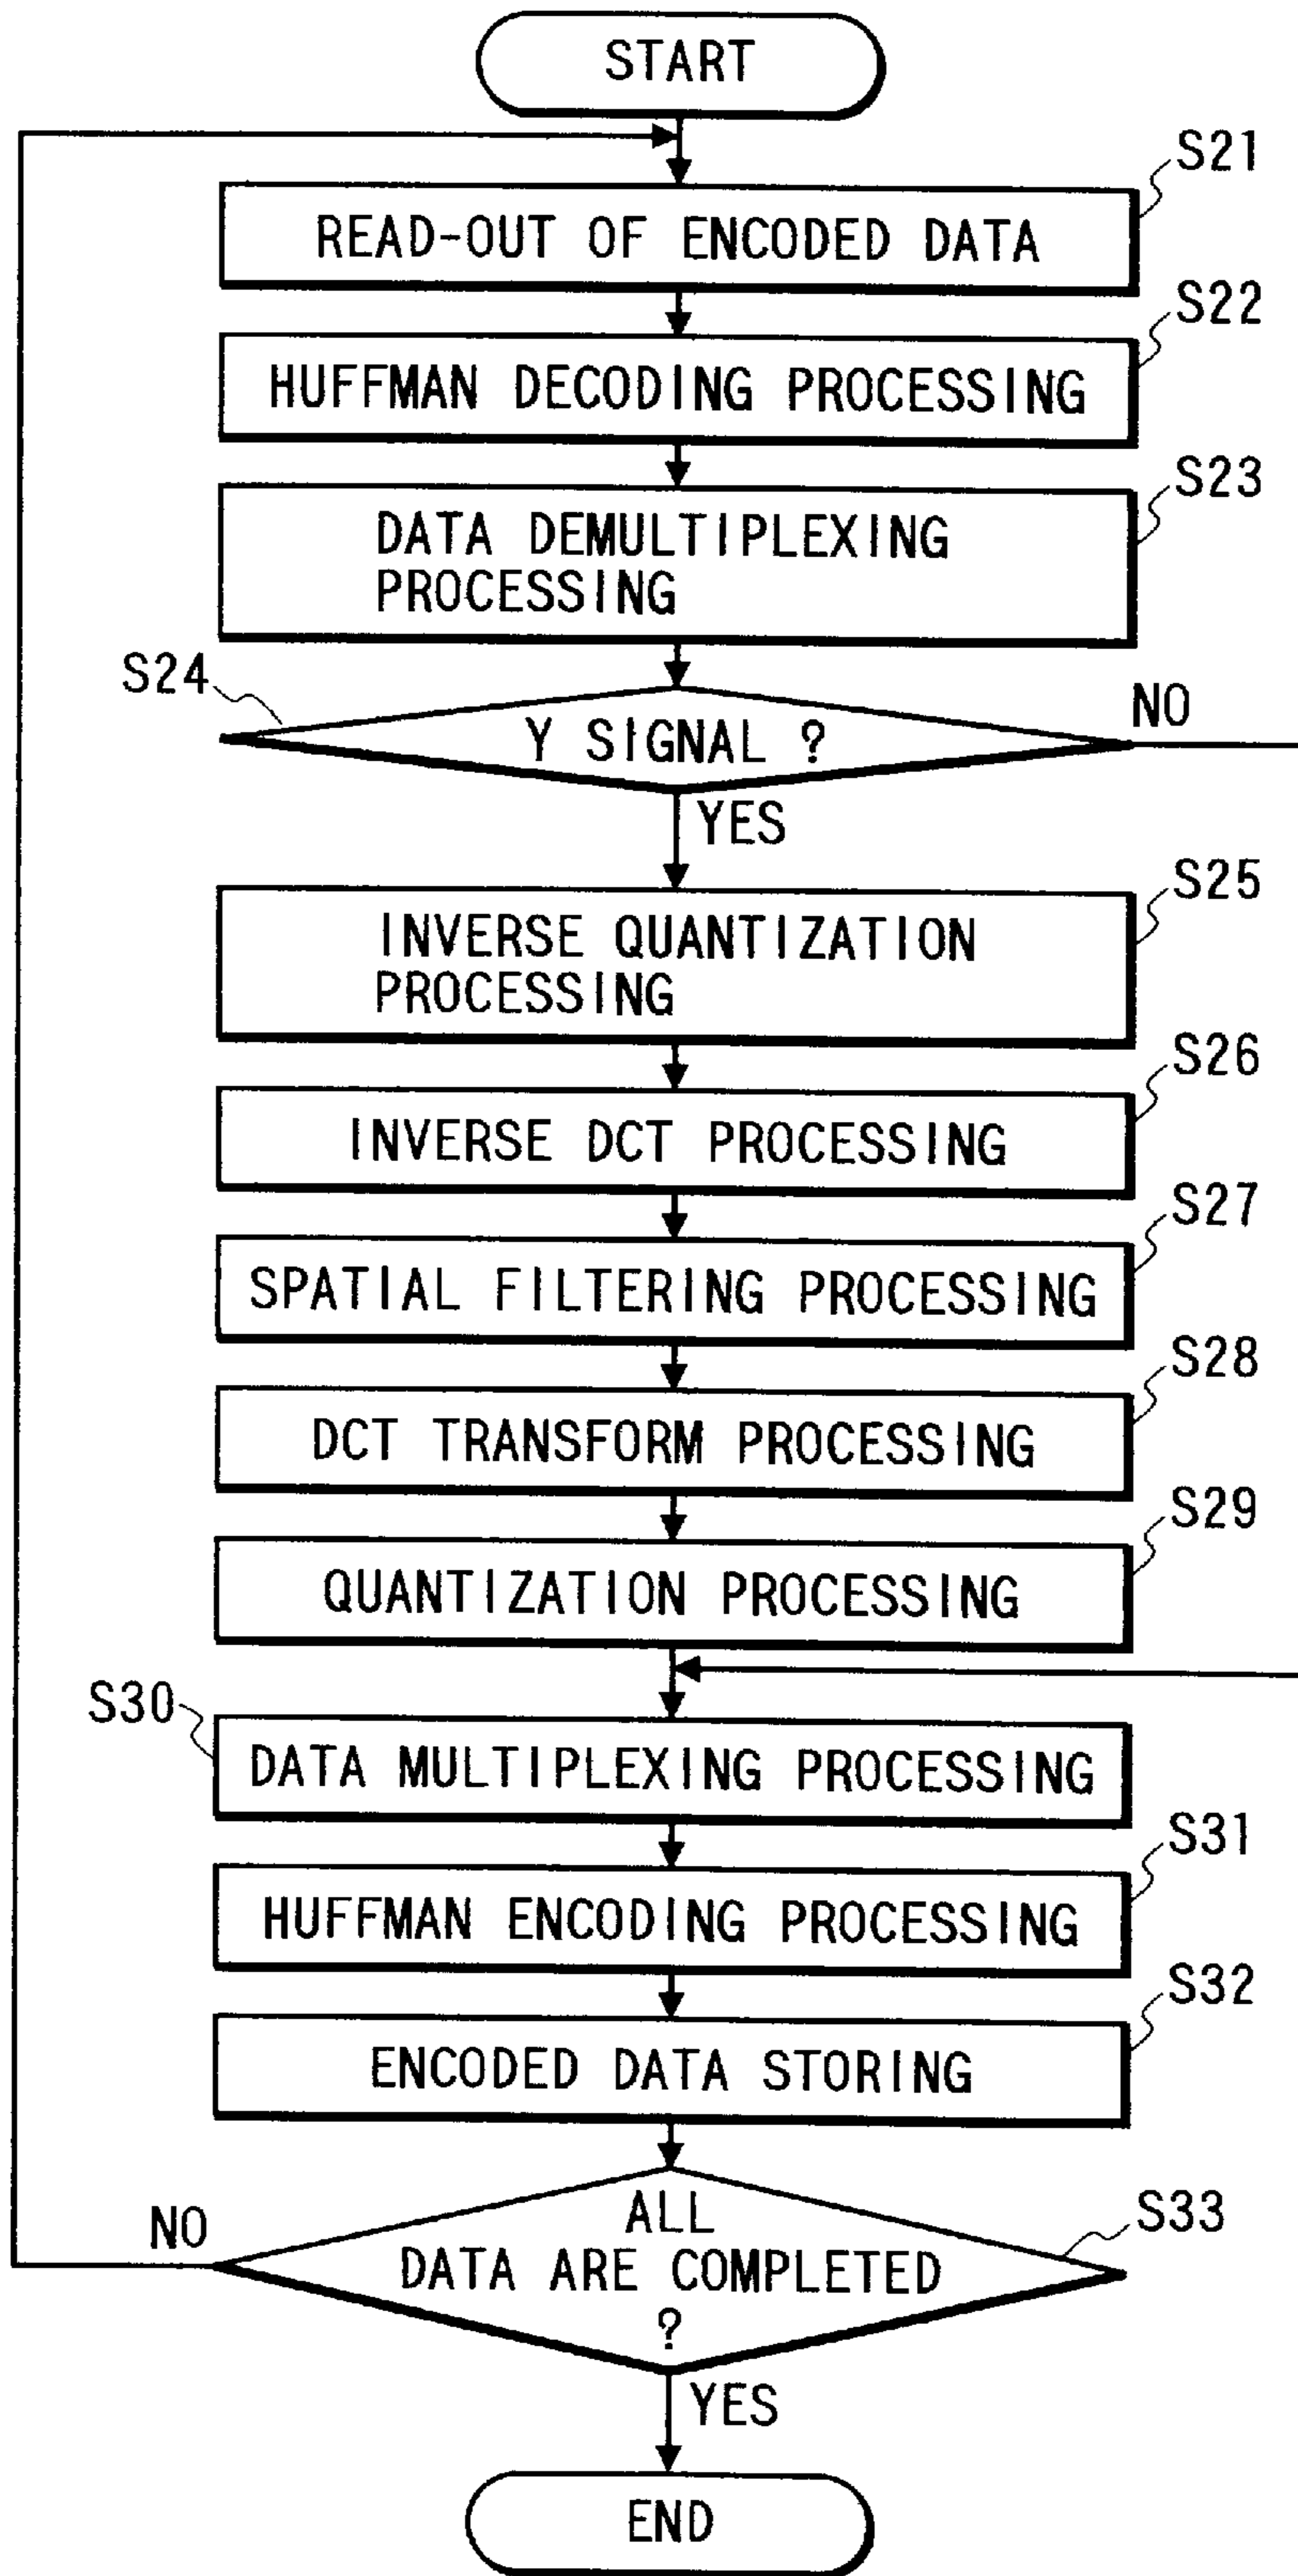 START
S21
READ-OUT OF ENCODED DATA
S22
HUFFMAN DECODING PROCESSING
S23
DATA DEMULTIPLEXING
PROCESSING
S24
Y SIGNAL ?
NO
YES
S25
INVERSE QUANTIZATION
PROCESSING
S26
INVERSE DCT PROCESSING
S27
SPATIAL FILTERING PROCESSING
S28
DCT TRANSFORM PROCESSING
S29
QUANTIZATION PROCESSING
S30
DATA MULTIPLEXING PROCESSING
S31
HUFFMAN ENCODING PROCESSING
S32
ENCODED DATA STORING
S33
NO
ALL
DATA ARE COMPLETED
?
YES
END